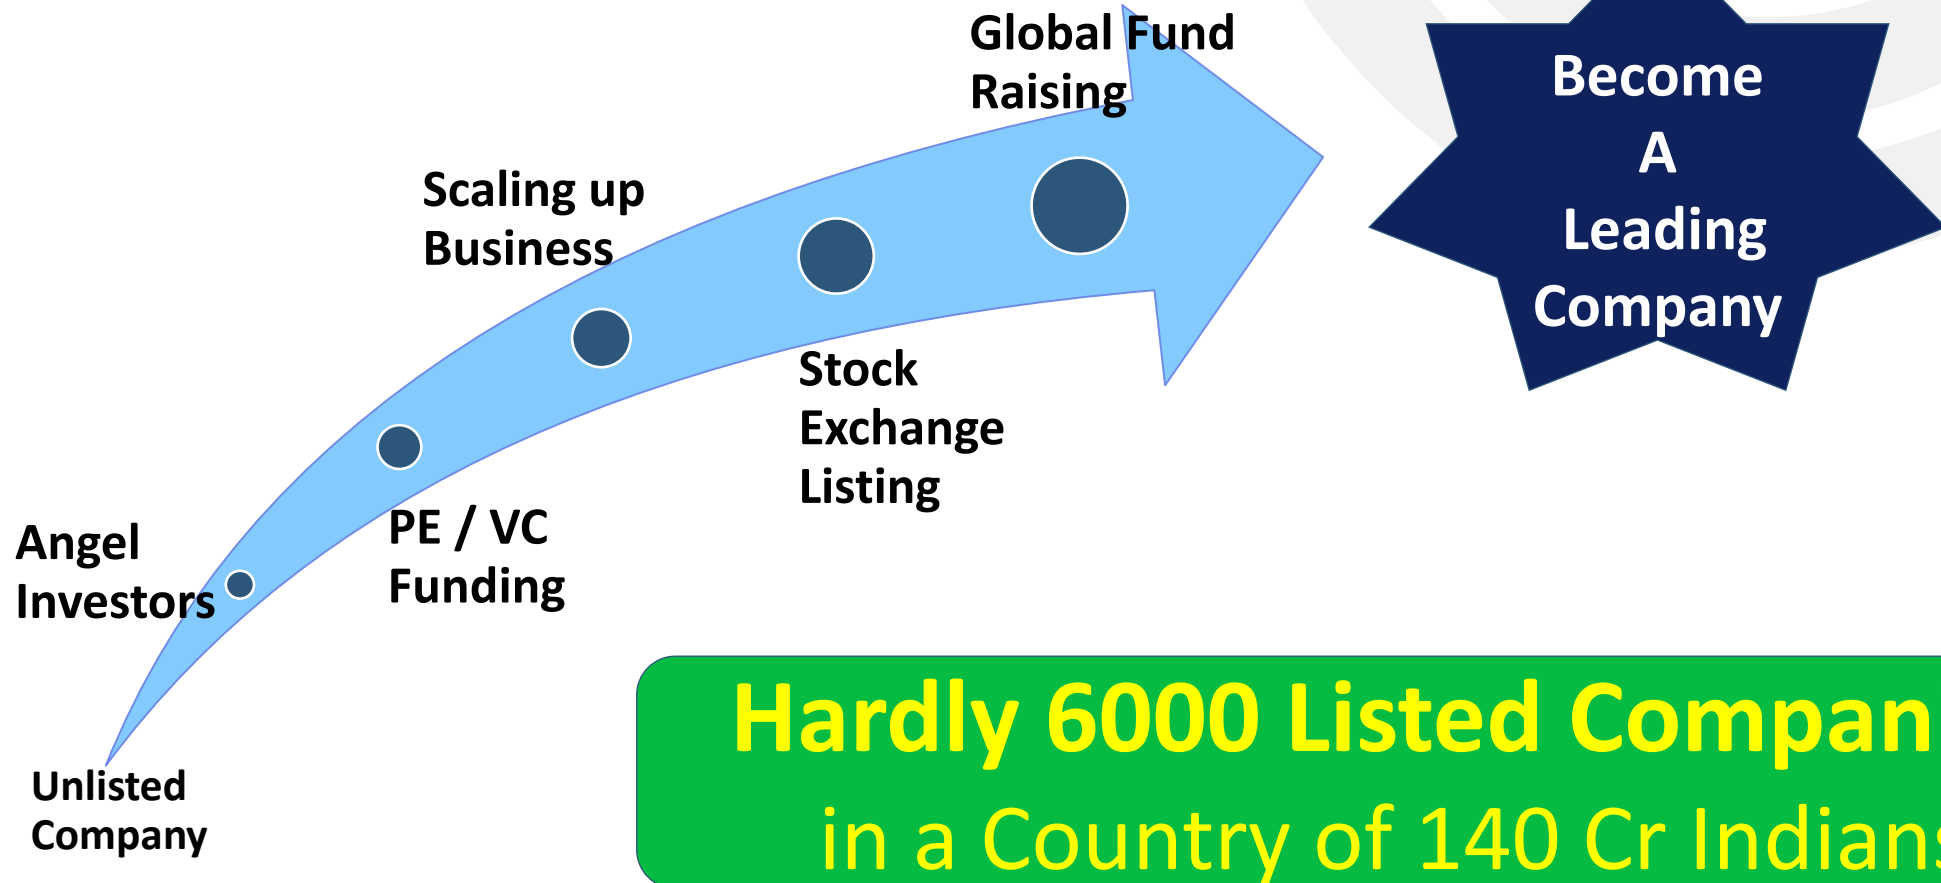 Global Fund
Raising
Become
A
Leading
Company
Scaling up
Business
Stock
Exchange
Listing
PE / VC
Funding
Angel
Investors
Unlisted
Company
Hardly 6000 Listed Compan
in a Country of 140 Cr Indians